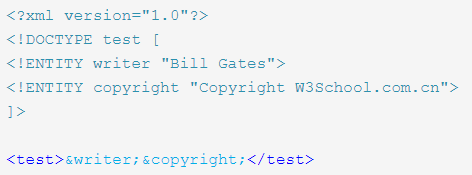 <?xml version="1.0"?>
<!DOCTYPE test [
<!ENTITY writer "Bill Gates">
<!ENTITY copyright "Copyright W3School.com.cn">
]>
<test>&writer;&copyright;</test>